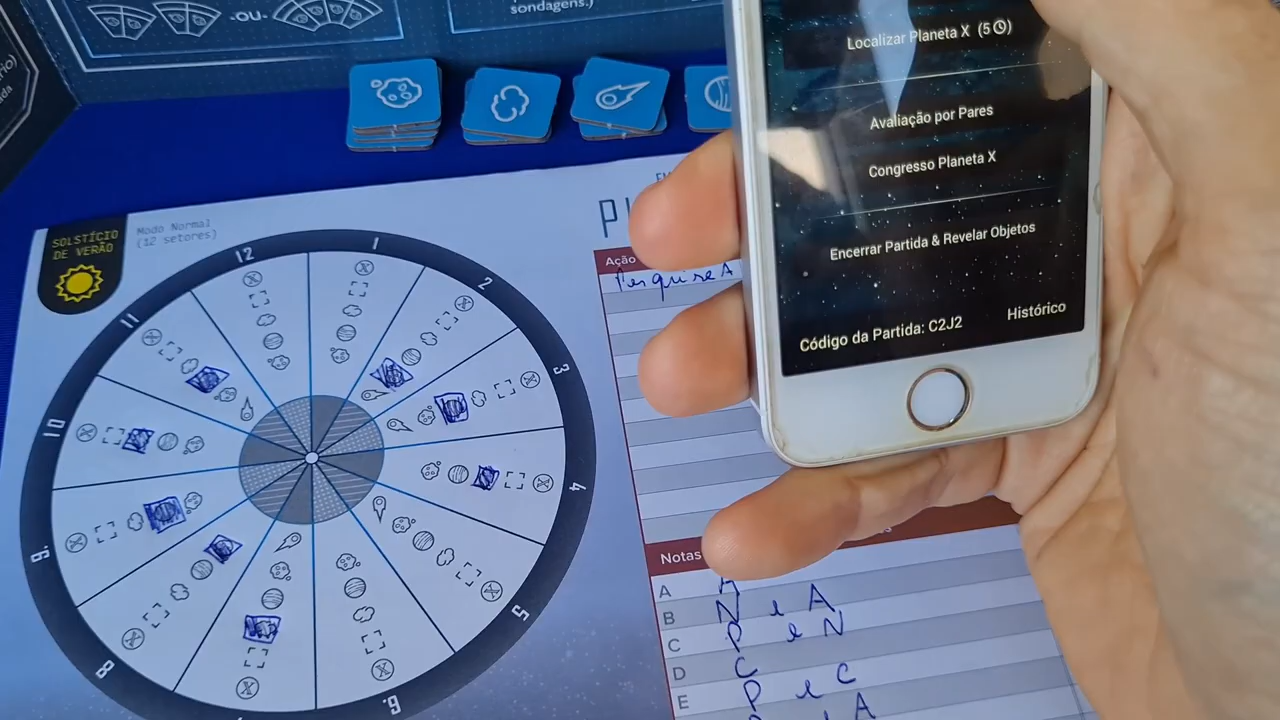 -OU-
sondagens.)
Localizar Planeta X (5)
Avaliação por Pares
Congresso Planeta X
Encerrar Partida & Revelar Objetos
Código da Partida: C2J2
Histórico
SOLSTÍCIO
DE VERÃO
Modo Normal
(12 setores)
12
1
2
3
4
5
6.
8
9.
10
11
Ação
Pesquise A
Notas
A A
B N e A
C P e N
D C
E P e C
A